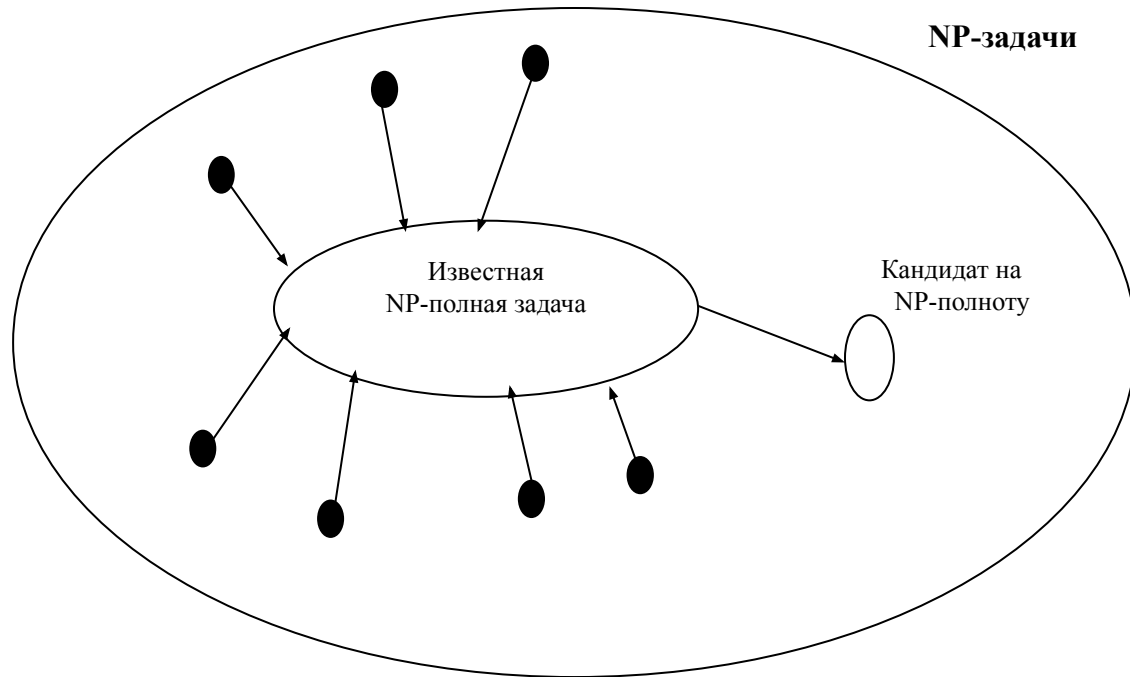 NP-задачи
Известная
NP-полная задача
Кандидат на
NP-полноту